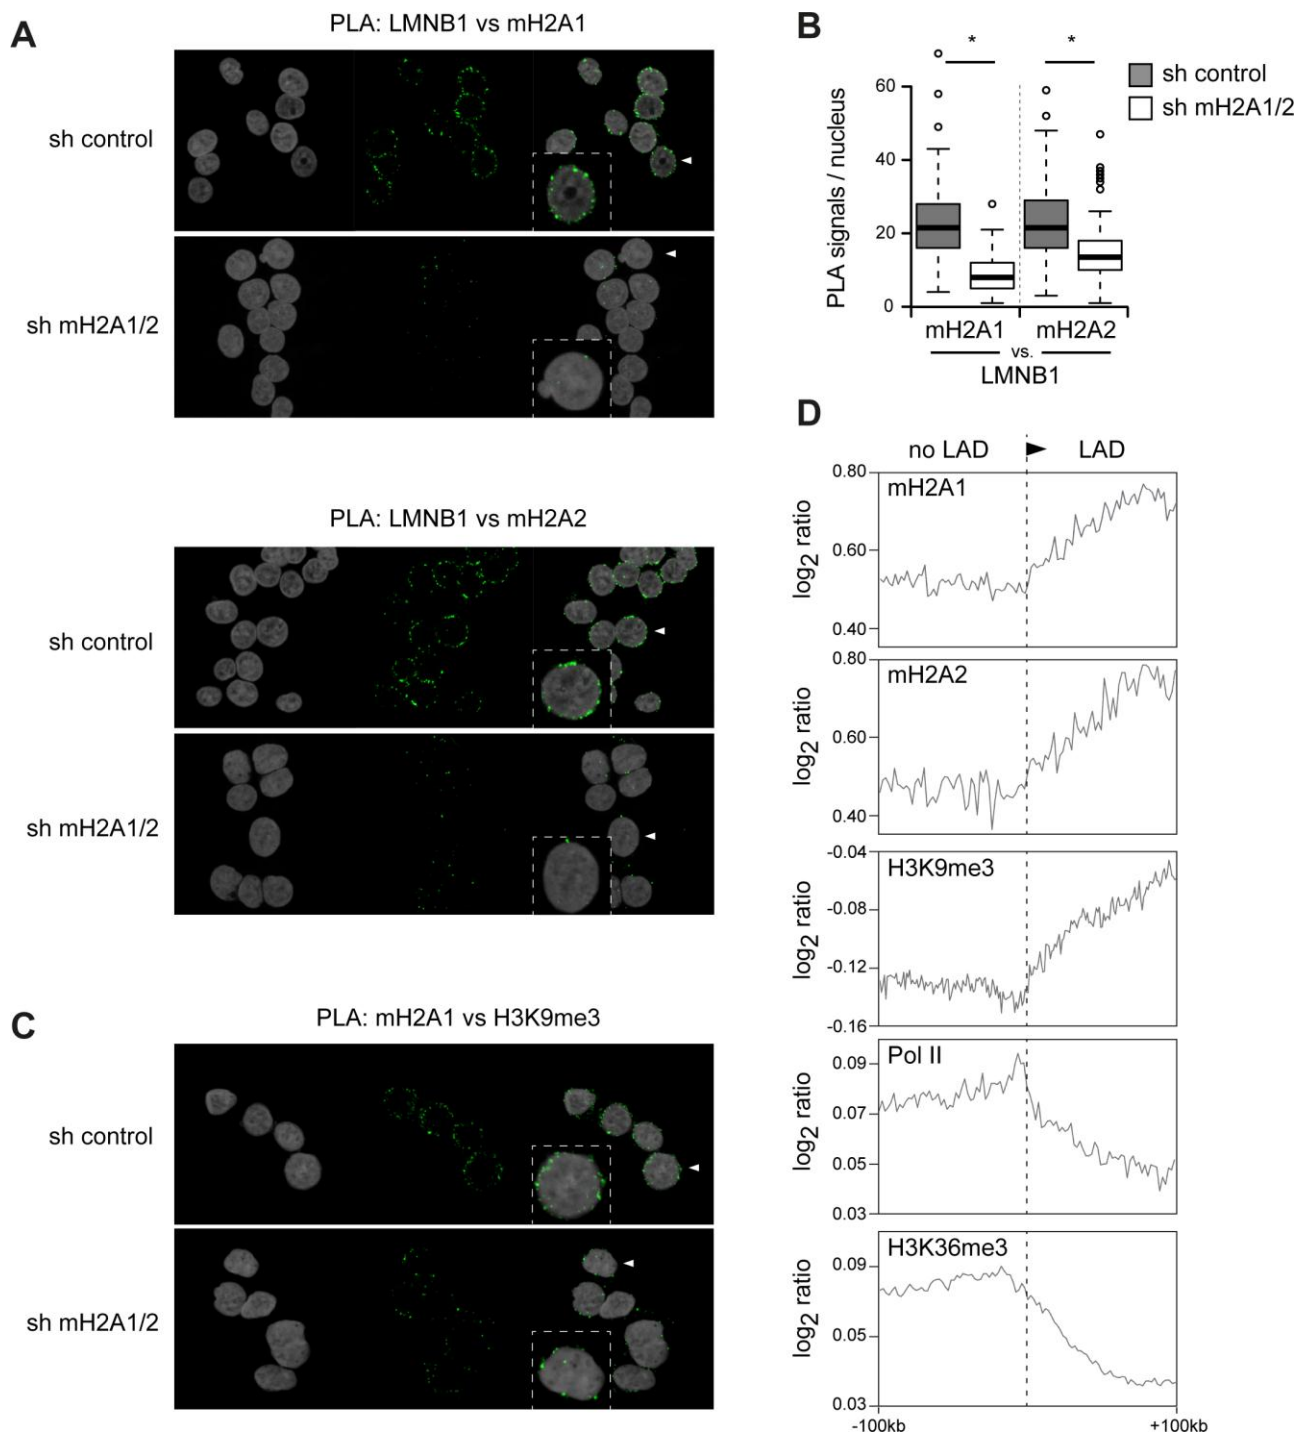 A
PLA: LMNB1 vs mH2A1
sh control
sh mH2A1/2
PLA: LMNB1 vs mH2A2
sh control
sh mH2A1/2
C
PLA: mH2A1 vs H3K9me3
sh control
sh mH2A1/2
B
*
*
sh control
sh mH2A1/2
PLA signals / nucleus
60
40
20
0
mH2A1
mH2A2
vs.
LMNB1
D
no LAD
LAD
mH2A1
log2 ratio
0.80
0.60
0.40
mH2A2
log2 ratio
0.80
0.60
0.40
H3K9me3
log2 ratio
-0.04
-0.08
-0.12
-0.16
Pol II
log2 ratio
0.09
0.07
0.05
0.03
H3K36me3
log2 ratio
0.09
0.05
0.03
-100kb
+100kb